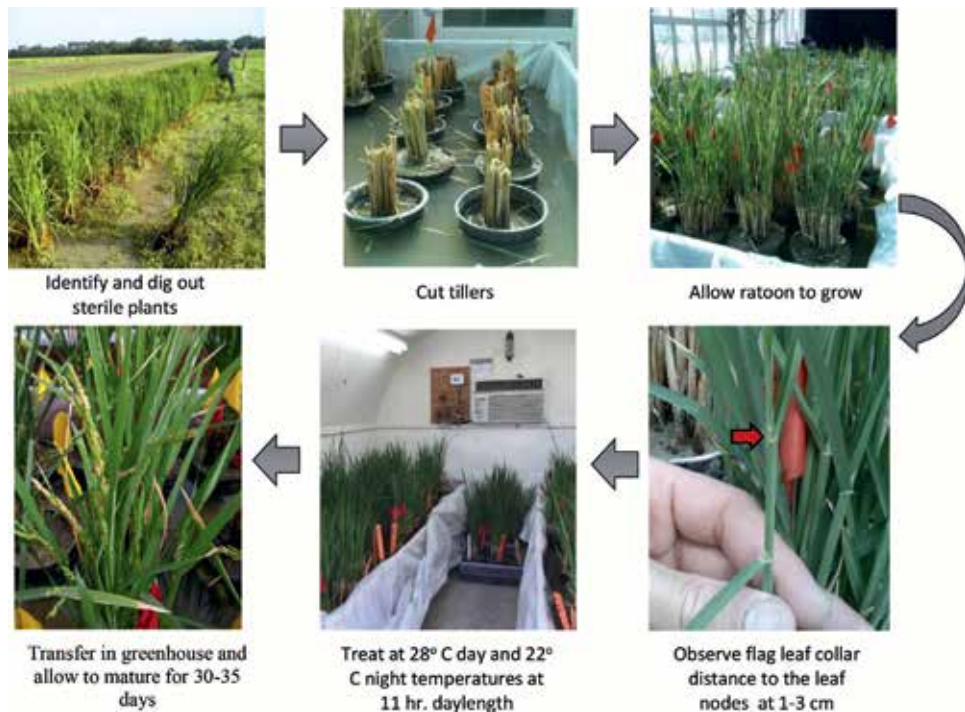 Identify and dig out
sterile plants
Cut tillers
Allow ratoon to grow
Observe flag leaf collar
distance to the leaf
nodes at 1-3 cm
Treat at 28º C day and 22º
C night temperatures at
11 hr. daylength
Transfer in greenhouse and
allow to mature for 30-35
days